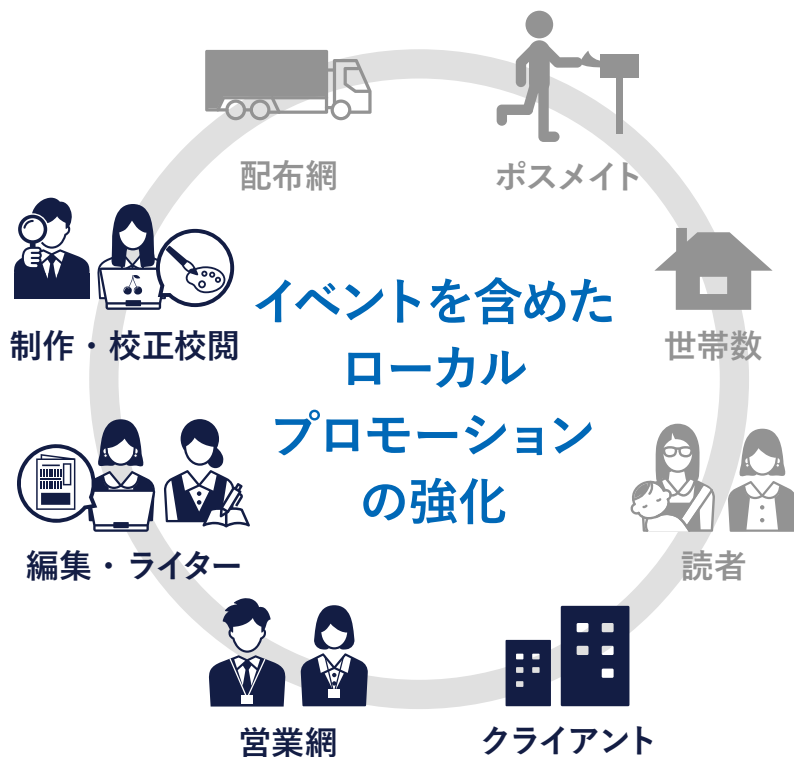 配布網
ポスメイト
制作・校正校閲
世帯数
イベントを含めた
ローカル
プロモーション
の強化
編集・ライター
読者
営業網
クライアント